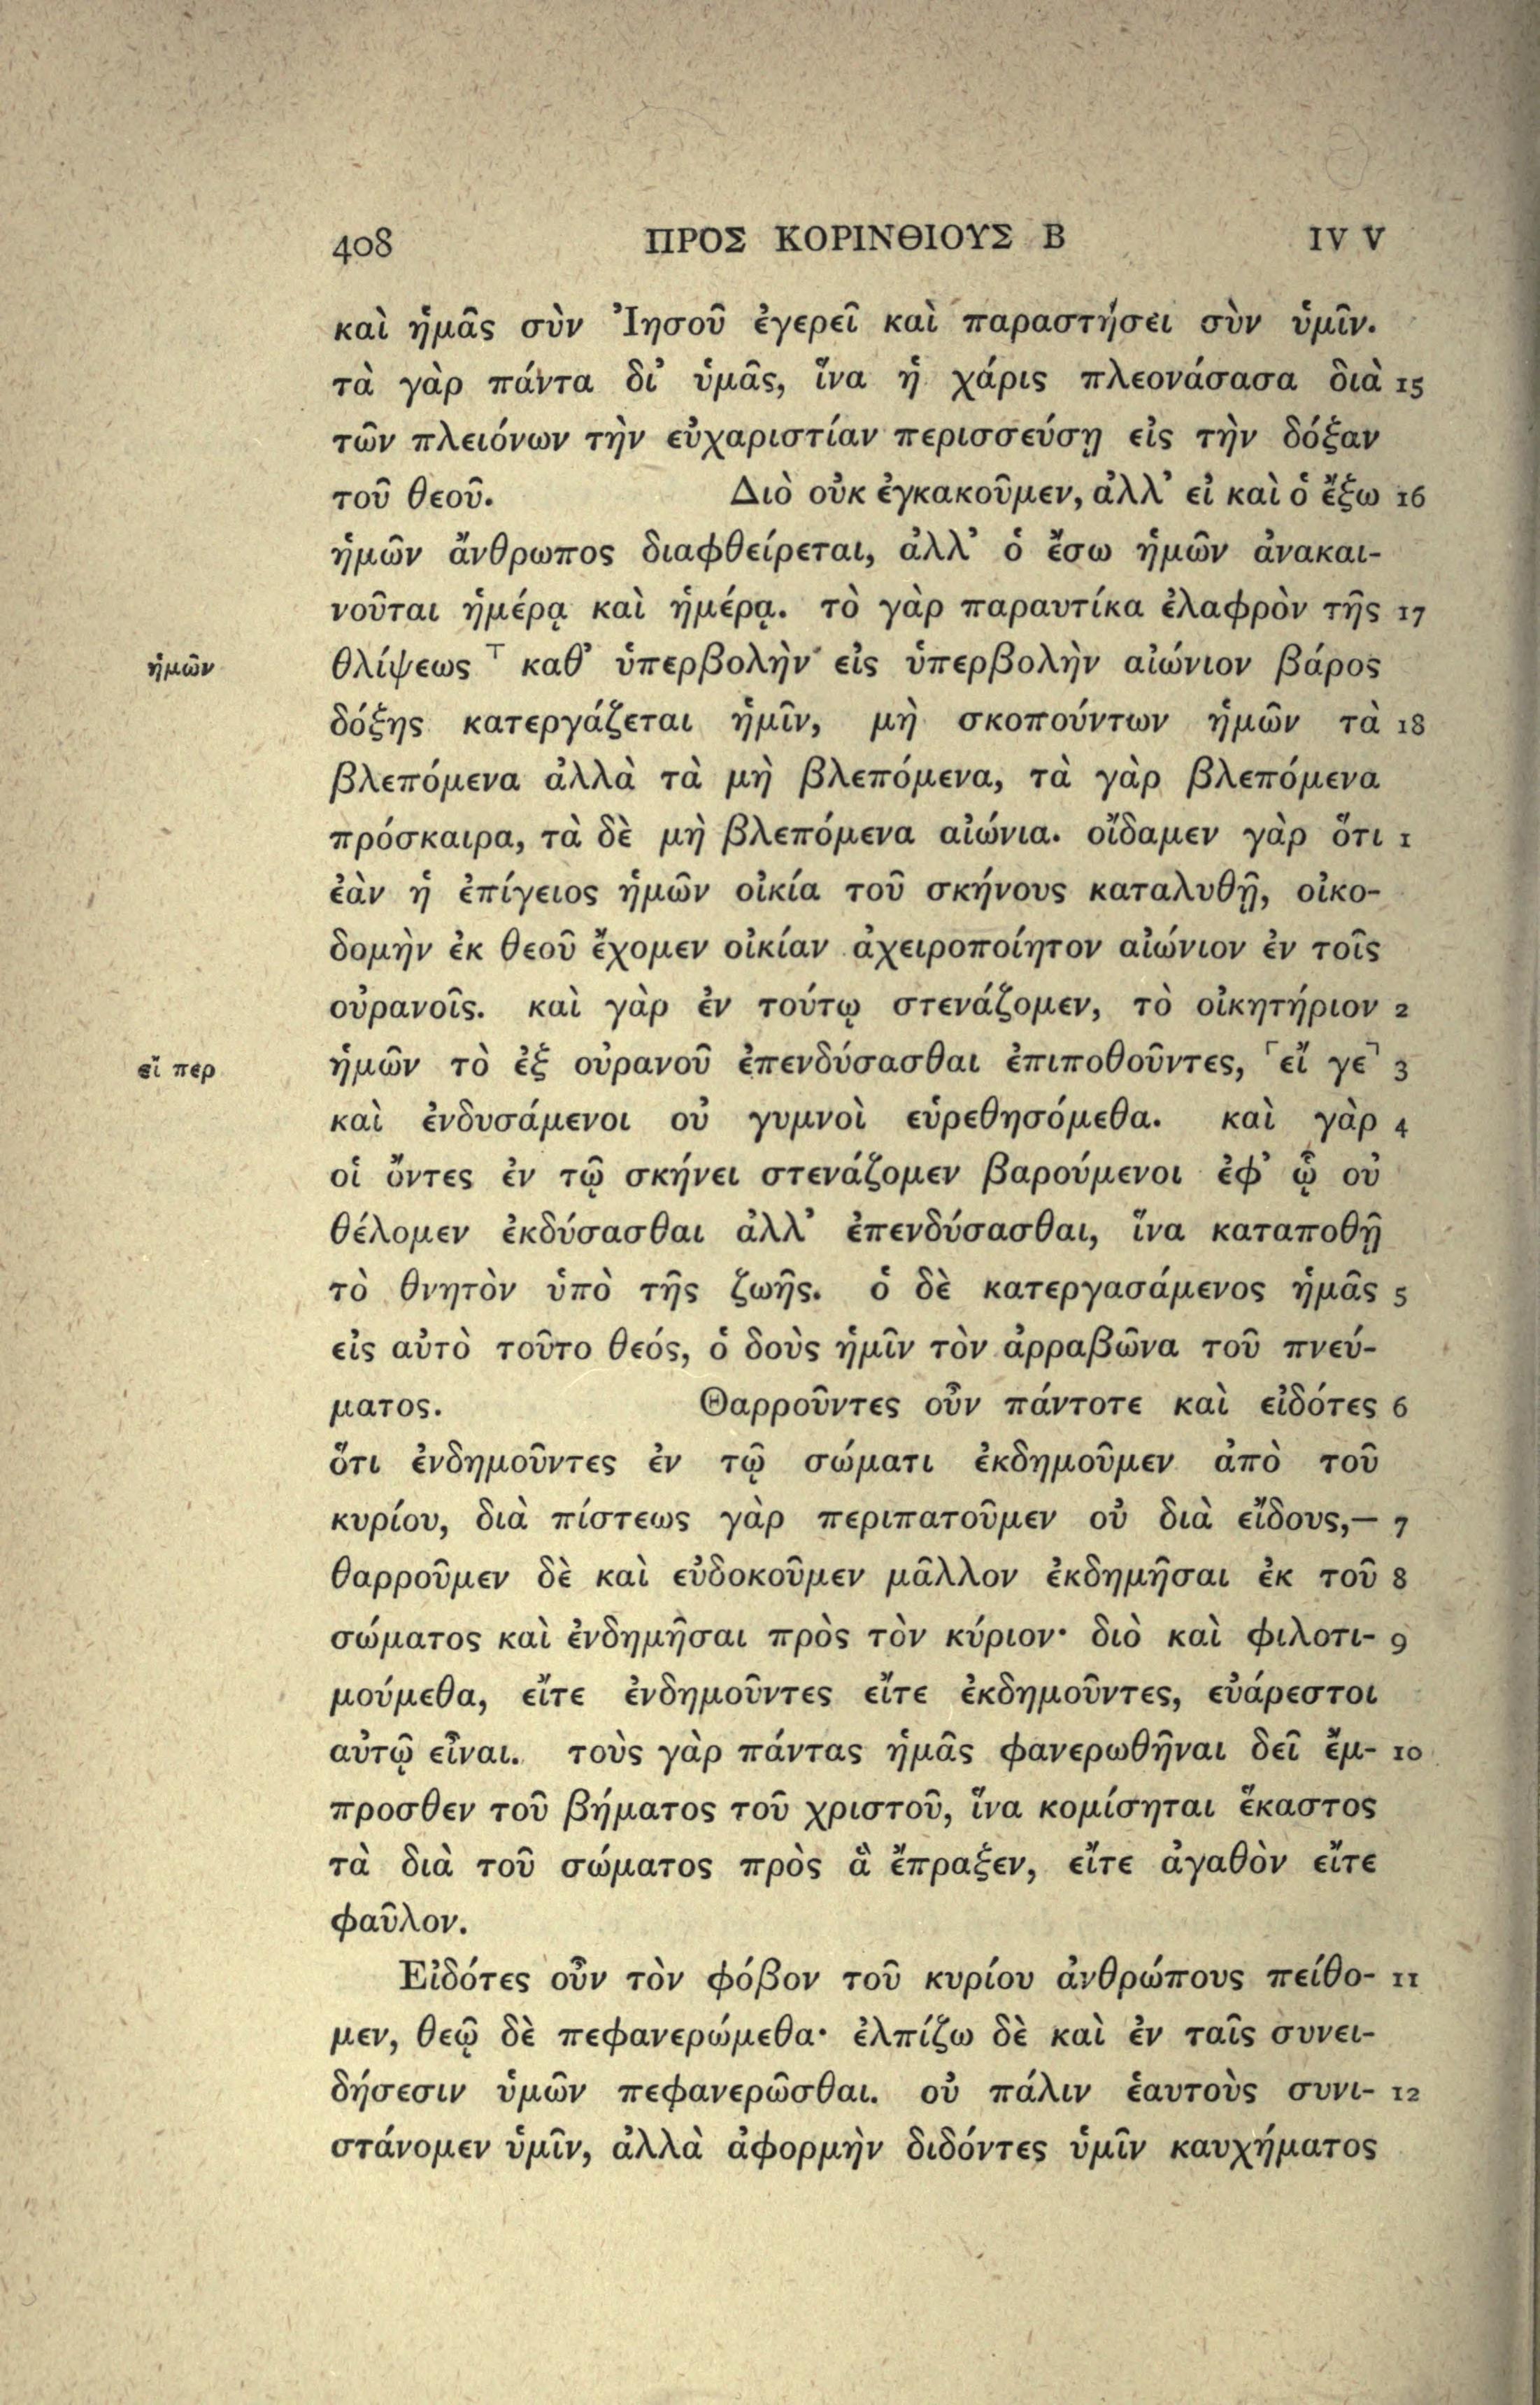 408 ΠΡΟΣ ΚΟΡΙΝΘΙΟΥΣ Β IV V
καὶ ἡμᾶς σὺν Ἰησοῦ ἐγερεῖ καὶ παραστήσει σὺν ὑμῖν.
τὰ γὰρ πάντα δι' ὑμᾶς, ἵνα ἡ χάρις πλεονάσασα διὰ 15
τῶν πλειόνων τὴν εὐχαριστίαν περισσεύσῃ εἰς τὴν δόξαν
τοῦ θεοῦ. Διὸ οὐκ ἐγκακοῦμεν, ἀλλ' εἰ καὶ ὁ ἔξω 16
ἡμῶν ἄνθρωπος διαφθείρεται, ἀλλ' ὁ ἔσω ἡμῶν ἀνακαι-
νοῦται ἡμέρᾳ καὶ ἡμέρᾳ. τὸ γὰρ παραυτίκα ἐλαφρὸν τῆς 17
ἡμῶν θλίψεως ⊤ καθ' ὑπερβολὴν εἰς ὑπερβολὴν αἰώνιον βάρος
δόξης κατεργάζεται ἡμῖν, μὴ σκοπούντων ἡμῶν τὰ 18
βλεπόμενα ἀλλὰ τὰ μὴ βλεπόμενα, τὰ γὰρ βλεπόμενα
πρόσκαιρα, τὰ δὲ μὴ βλεπόμενα αἰώνια. οἴδαμεν γὰρ ὅτι 1
ἐὰν ἡ ἐπίγειος ἡμῶν οἰκία τοῦ σκήνους καταλυθῇ, οἰκο-
δομὴν ἐκ θεοῦ ἔχομεν οἰκίαν ἀχειροποίητον αἰώνιον ἐν τοῖς
οὐρανοῖς. καὶ γὰρ ἐν τούτῳ στενάζομεν, τὸ οἰκητήριον 2
εἴ περ ἡμῶν τὸ ἐξ οὐρανοῦ ἐπενδύσασθαι ἐπιποθοῦντες, ⌜εἴ γε⌝ 3
καὶ ἐνδυσάμενοι οὐ γυμνοὶ εὑρεθησόμεθα. καὶ γὰρ 4
οἱ ὄντες ἐν τῷ σκήνει στενάζομεν βαρούμενοι ἐφ' ᾧ οὐ
θέλομεν ἐκδύσασθαι ἀλλ' ἐπενδύσασθαι, ἵνα καταποθῇ
τὸ θνητὸν ὑπὸ τῆς ζωῆς. ὁ δὲ κατεργασάμενος ἡμᾶς 5
εἰς αὐτὸ τοῦτο θεός, ὁ δοὺς ἡμῖν τὸν ἀρραβῶνα τοῦ πνεύ-
ματος. Θαρροῦντες οὖν πάντοτε καὶ εἰδότες 6
ὅτι ἐνδημοῦντες ἐν τῷ σώματι ἐκδημοῦμεν ἀπὸ τοῦ
κυρίου, διὰ πίστεως γὰρ περιπατοῦμεν οὐ διὰ εἴδους,— 7
θαρροῦμεν δὲ καὶ εὐδοκοῦμεν μᾶλλον ἐκδημῆσαι ἐκ τοῦ 8
σώματος καὶ ἐνδημῆσαι πρὸς τὸν κύριον· διὸ καὶ φιλοτι- 9
μούμεθα, εἴτε ἐνδημοῦντες εἴτε ἐκδημοῦντες, εὐάρεστοι
αὐτῷ εἶναι. τοὺς γὰρ πάντας ἡμᾶς φανερωθῆναι δεῖ ἔμ- 10
προσθεν τοῦ βήματος τοῦ χριστοῦ, ἵνα κομίσηται ἕκαστος
τὰ διὰ τοῦ σώματος πρὸς ἃ ἔπραξεν, εἴτε ἀγαθὸν εἴτε
φαῦλον.
Εἰδότες οὖν τὸν φόβον τοῦ κυρίου ἀνθρώπους πείθο- 11
μεν, θεῷ δὲ πεφανερώμεθα· ἐλπίζω δὲ καὶ ἐν ταῖς συνει-
δήσεσιν ὑμῶν πεφανερῶσθαι. οὐ πάλιν ἑαυτοὺς συνι- 12
στάνομεν ὑμῖν, ἀλλὰ ἀφορμὴν διδόντες ὑμῖν καυχήματος